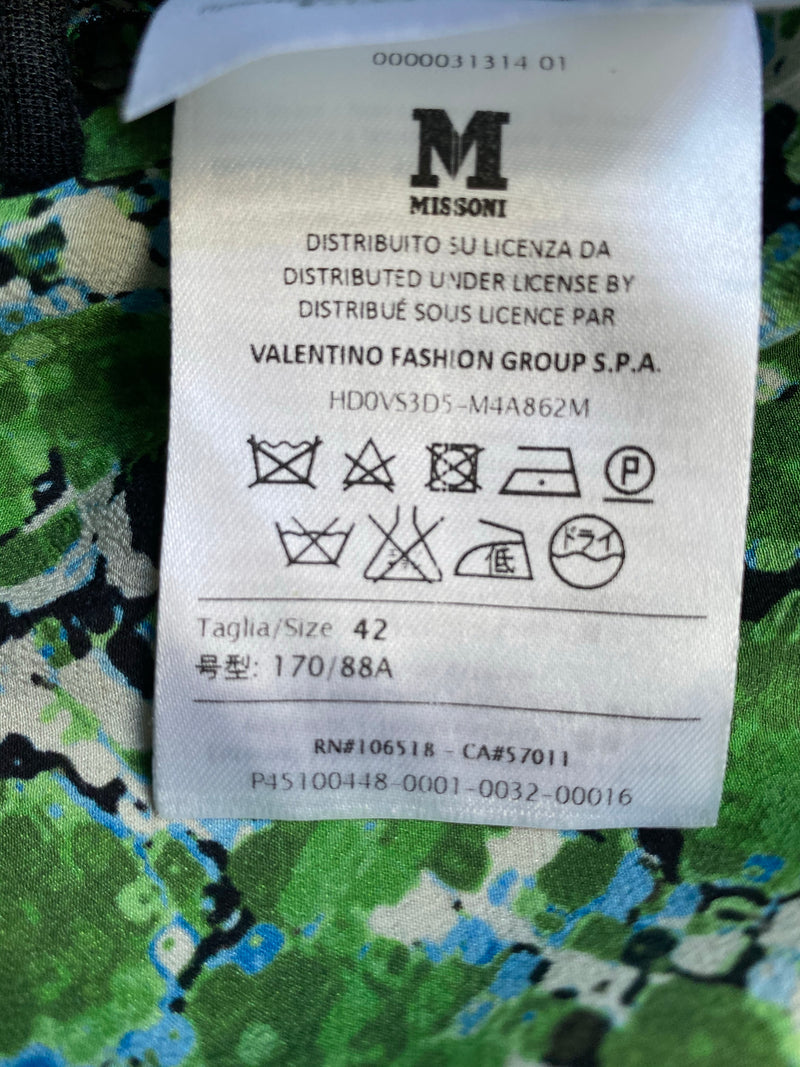 0000031314 01
M
MISSONI
DISTRIBUITO SU LICENZA DA
DISTRIBUTED UNDER LICENSE BY
DISTRIBUÉ SOUS LICENCE PAR
VALENTINO FASHION GROUP S.P.A.
HD0VS3D5-M4A862M
P
低 ドライ
Taglia/Size 42
号型: 170/88A
RN#106518 - CA#57011
P45100448-0001-0032-00016